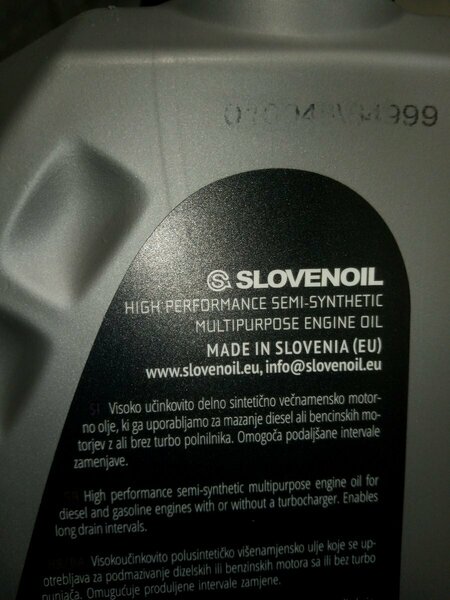 SLOVENOIL
HIGH PERFORMANCE SEMI-SYNTHETIC
MULTIPURPOSE ENGINE OIL
MADE IN SLOVENIA (EU)
www.slovenoil.eu, info@slovenoil.eu
SI Visoko učinkovito delno sintetično večnamensko motor-
no olje, ki ga uporabljamo za mazanje diesel ali bencinskih mo-
torjev z ali brez turbo polnilnika. Omogoča podaljšane intervale
zamenjave.
High performance semi-synthetic multipurpose engine oil for
diesel and gasoline engines with or without a turbocharger. Enables
long drain intervals.
Visokoučinkovito polusintetičko višenamjensko ulje koje se up-
otrebljava za podmazivanje dizelskih ili benzinskih motora sa ili bez turbo
punjača. Omugućuje produljene intervale zamjene.